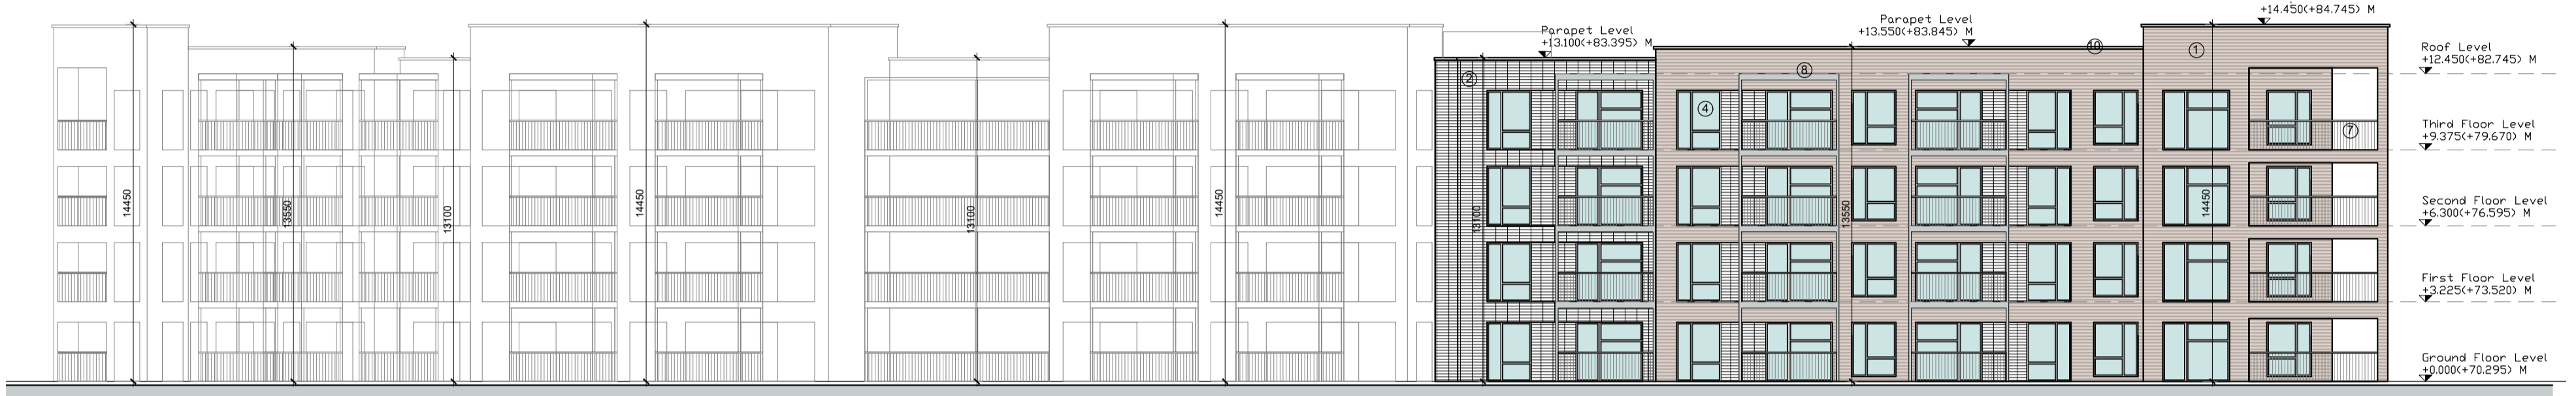 +14.450(+84.745) M
Parapet Level
+13.550(+83.845) M
Parapet Level
+13.100(+83.395) M
10
1
8
2
4
7
Roof Level
+12.450(+82.745) M
Third Floor Level
+9.375(+79.670) M
Second Floor Level
+6.300(+76.595) M
First Floor Level
+3.225(+73.520) M
Ground Floor Level
+0.000(+70.295) M
14450
13550
13100
14450
13100
14450
13100
13550
14450